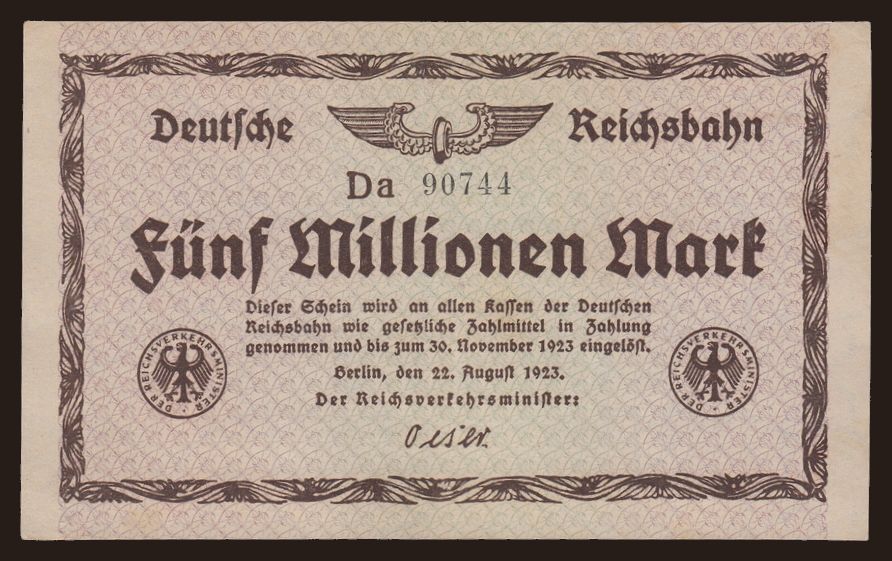 Deutsche Reichsbahn
Da 90744
Fünf Millionen Mark
Dieser Schein wird an allen Kassen der Deutschen
Reichsbahn wie gesetzliche Zahlmittel in Zahlung
genommen und bis zum 30. November 1923 eingelöst.
Berlin, den 22. August 1923.
Der Reichsverkehrsminister:
Oeser
DER REICHSVERKEHRSMINISTER
DER REICHSVERKEHRSMINISTER